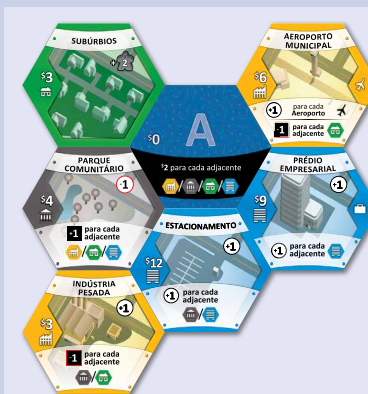 SUBÚRBIOS
+2
$3
AEROPORTO
MUNICIPAL
$6
+1 para cada
Aeroporto
-1 para cada
adjacente
A
$0
$2 para cada adjacente
/ / /
PARQUE
COMUNITÁRIO
-1
$4
+1 para cada
adjacente
/ /
PRÉDIO
EMPRESARIAL
+1
$9
+1 para cada
adjacente
ESTACIONAMENTO
+1
$12
+1 para cada
adjacente
/
INDÚSTRIA
PESADA
+1
$3
-1 para cada
adjacente
/